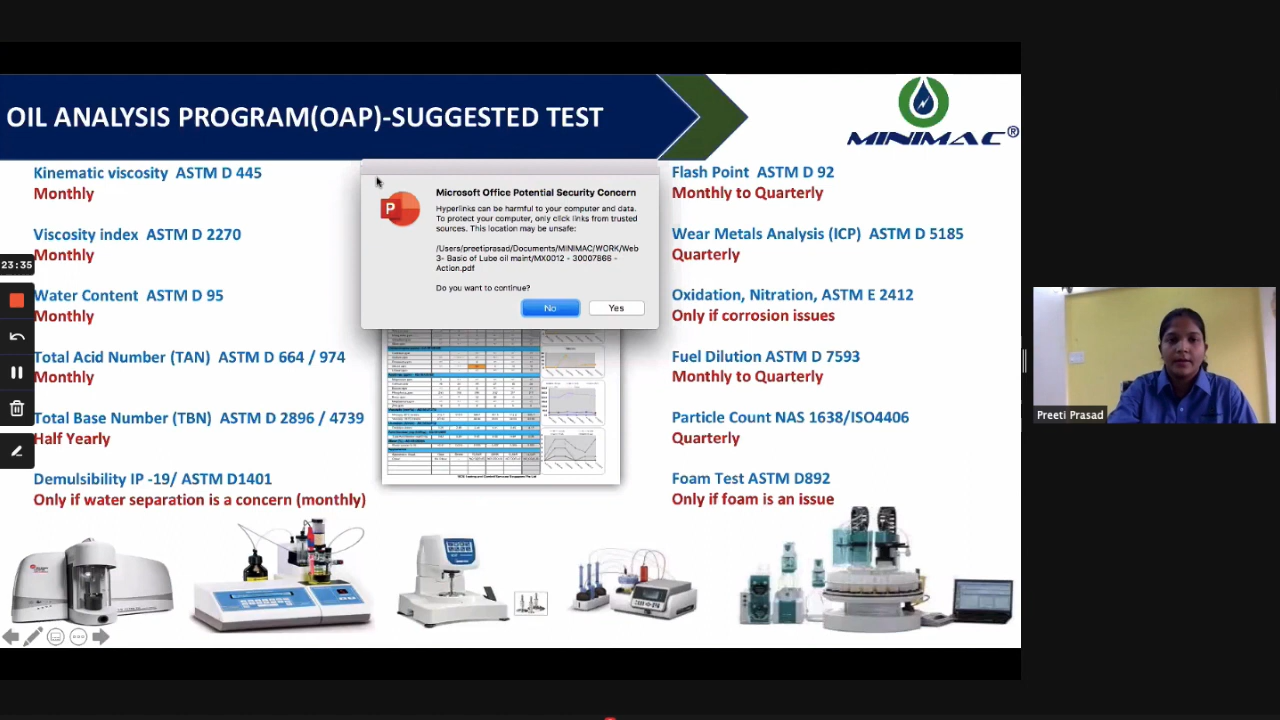 OIL ANALYSIS PROGRAM(OAP)-SUGGESTED TEST
MINIMAC®
Kinematic viscosity ASTM D 445
Monthly
Viscosity index ASTM D 2270
Monthly
23:35
Water Content ASTM D 95
Monthly
Total Acid Number (TAN) ASTM D 664 / 974
Monthly
Total Base Number (TBN) ASTM D 2896 / 4739
Half Yearly
Demulsibility IP -19/ ASTM D1401
Only if water separation is a concern (monthly)
Microsoft Office Potential Security Concern
Hyperlinks can be harmful to your computer and data.
To protect your computer, only click links from trusted
sources. This location may be unsafe:
/Users/preetiprasad/Documents/MINIMAC/WORK/Web
3- Basic of Lube oil maint/MX0012 - 30007866 -
Action.pdf
Do you want to continue?
No
Yes
Flash Point ASTM D 92
Monthly to Quarterly
Wear Metals Analysis (ICP) ASTM D 5185
Quarterly
Oxidation, Nitration, ASTM E 2412
Only if corrosion issues
Fuel Dilution ASTM D 7593
Monthly to Quarterly
Particle Count NAS 1638/ISO4406
Quarterly
Foam Test ASTM D892
Only if foam is an issue
Preeti Prasad